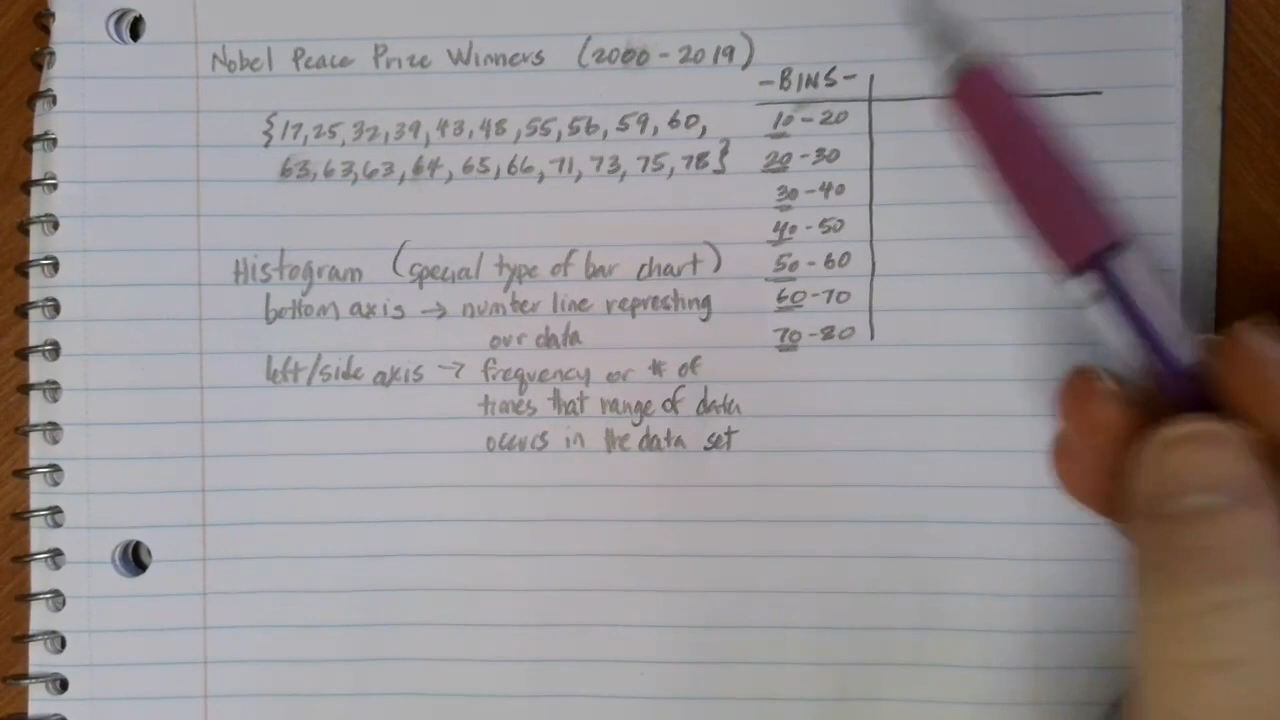 Nobel Peace Prize Winners (2000-2019)
{17,25,32,39,43,48,55,56,59,60,
63,63,63,64,65,66,71,73,75,78}
-BINS-
10-20
20-30
30-40
40-50
50-60
60-70
70-80
Histogram (special type of bar chart)
bottom axis → number line represting
our data
left/side axis → frequency or # of
times that range of data
occurs in the data set